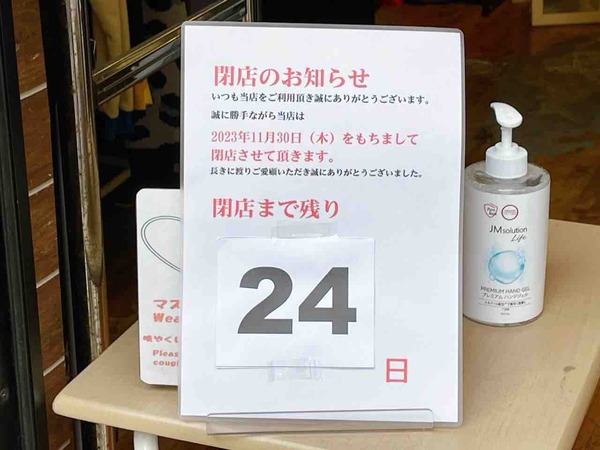 閉店のお知らせ
いつも当店をご利用頂き誠にありがとうございます。
誠に勝手ながら当店は
2023年11月30日（木）をもちまして
閉店させて頂きます。
長きに渡りご愛顧いただき誠にありがとうございました。
閉店まで残り
24
日
マス
Wea
咳やくし
Pleas
cough
JMsolution
Life
PREMIUM HAND GEL
プレミアム ハンドジェル